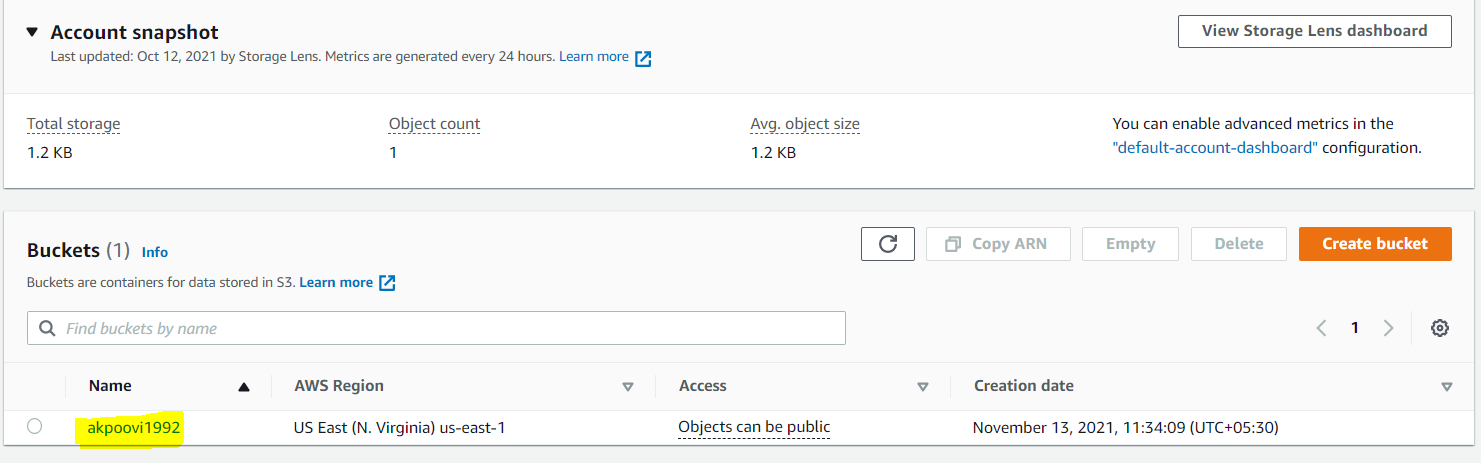 Account snapshot
View Storage Lens dashboard
Last updated: Oct 12, 2021 by Storage Lens. Metrics are generated every 24 hours. Learn more
Total storage
Object count
Avg. object size
You can enable advanced metrics in the
1.2 KB
1
1.2 KB
"default-account-dashboard" configuration.
Buckets (1) Info
Copy ARN
Empty
Delete
Create bucket
Buckets are containers for data stored in S3. Learn more
Find buckets by name
1
Name
AWS Region
Access
Creation date
akpoovi1992
US East (N. Virginia) us-east-1
Objects can be public
November 13, 2021, 11:34:09 (UTC+05:30)